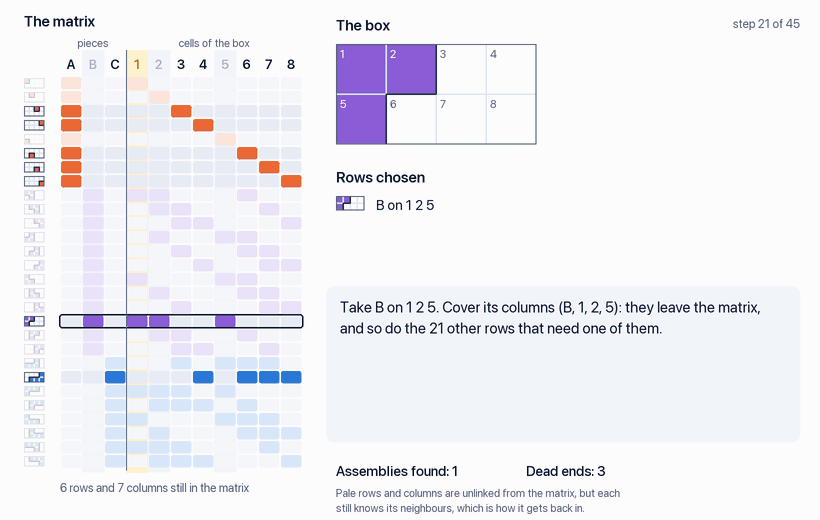 The matrix
pieces
cells of the box
A B C 1 2 3 4 5 6 7 8
6 rows and 7 columns still in the matrix
The box
step 21 of 45
1 2 3 4
5 6 7 8
Rows chosen
B on 1 2 5
Take B on 1 2 5. Cover its columns (B, 1, 2, 5): they leave the matrix,
and so do the 21 other rows that need one of them.
Assemblies found: 1
Dead ends: 3
Pale rows and columns are unlinked from the matrix, but each
still knows its neighbours, which is how it gets back in.